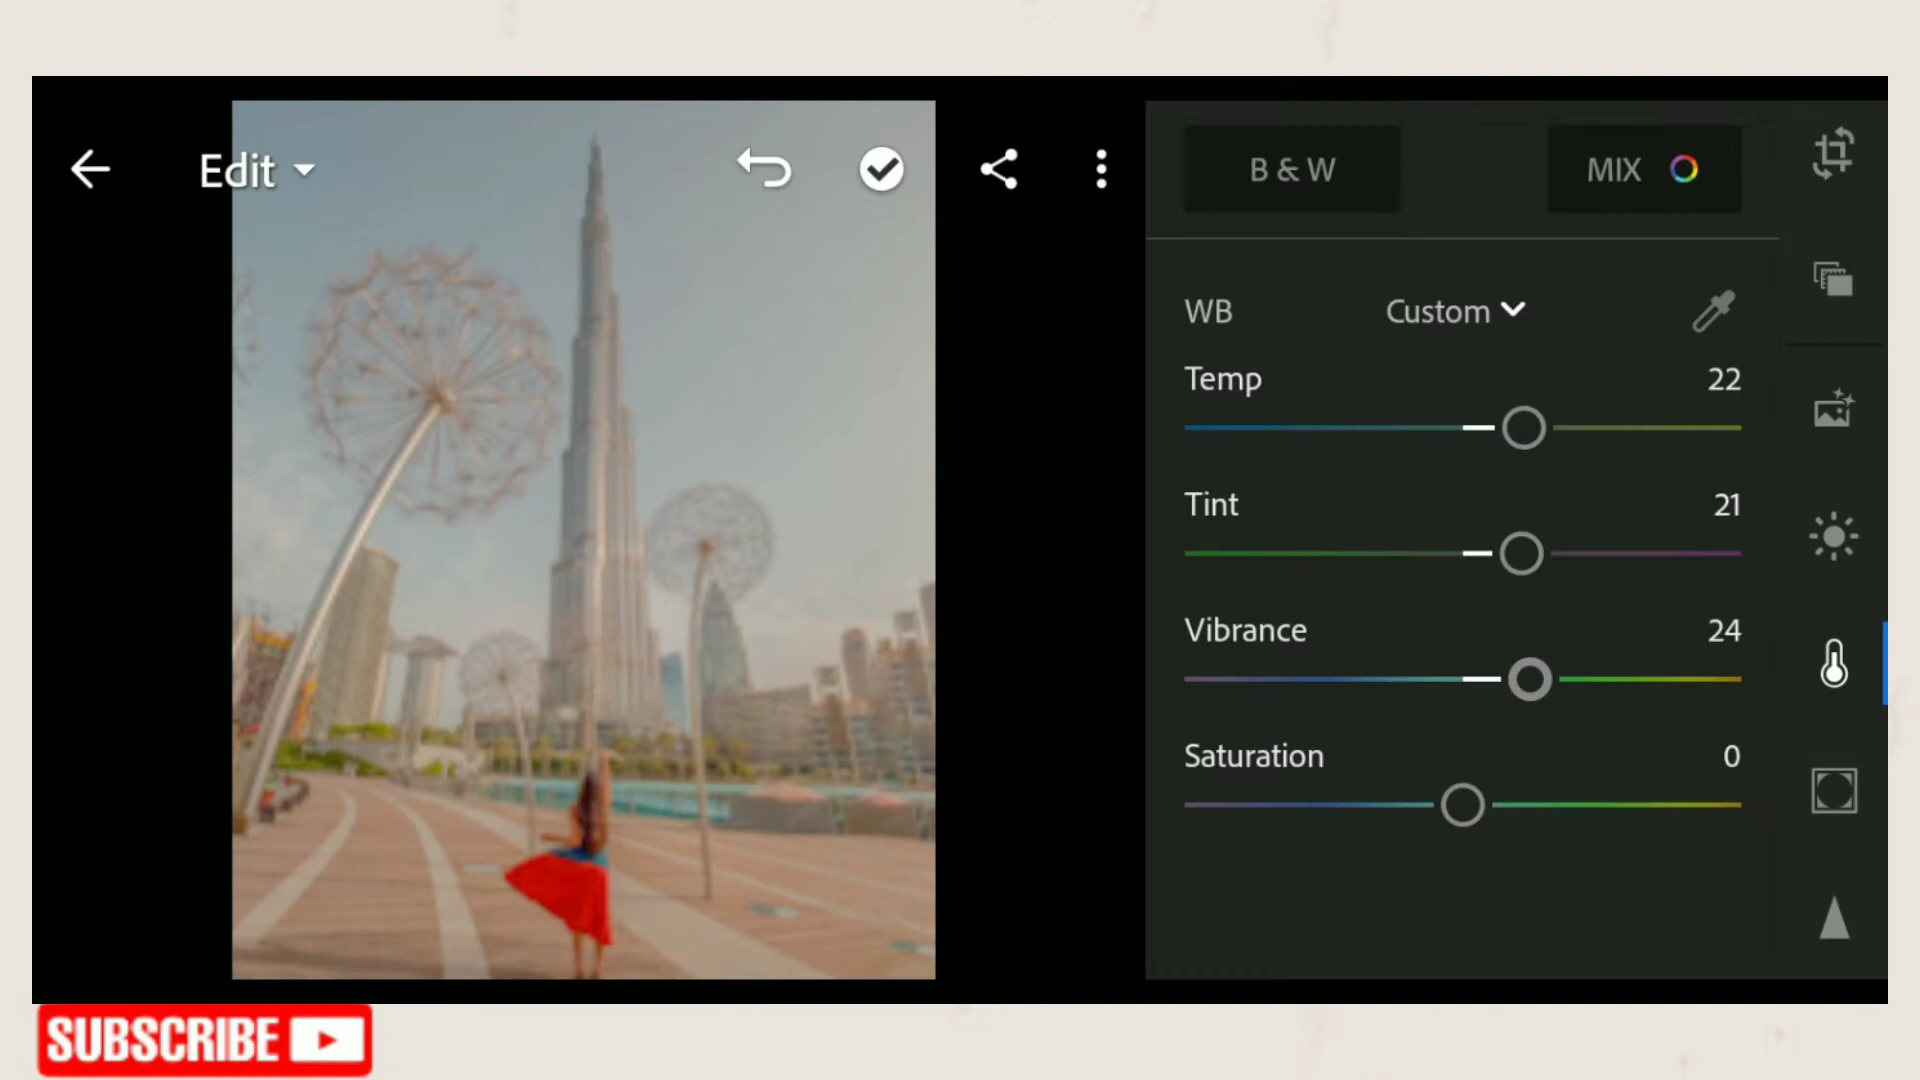 Edit
B & W
MIX
WB
Custom
Temp
22
Tint
21
Vibrance
24
Saturation
0
SUBSCRIBE